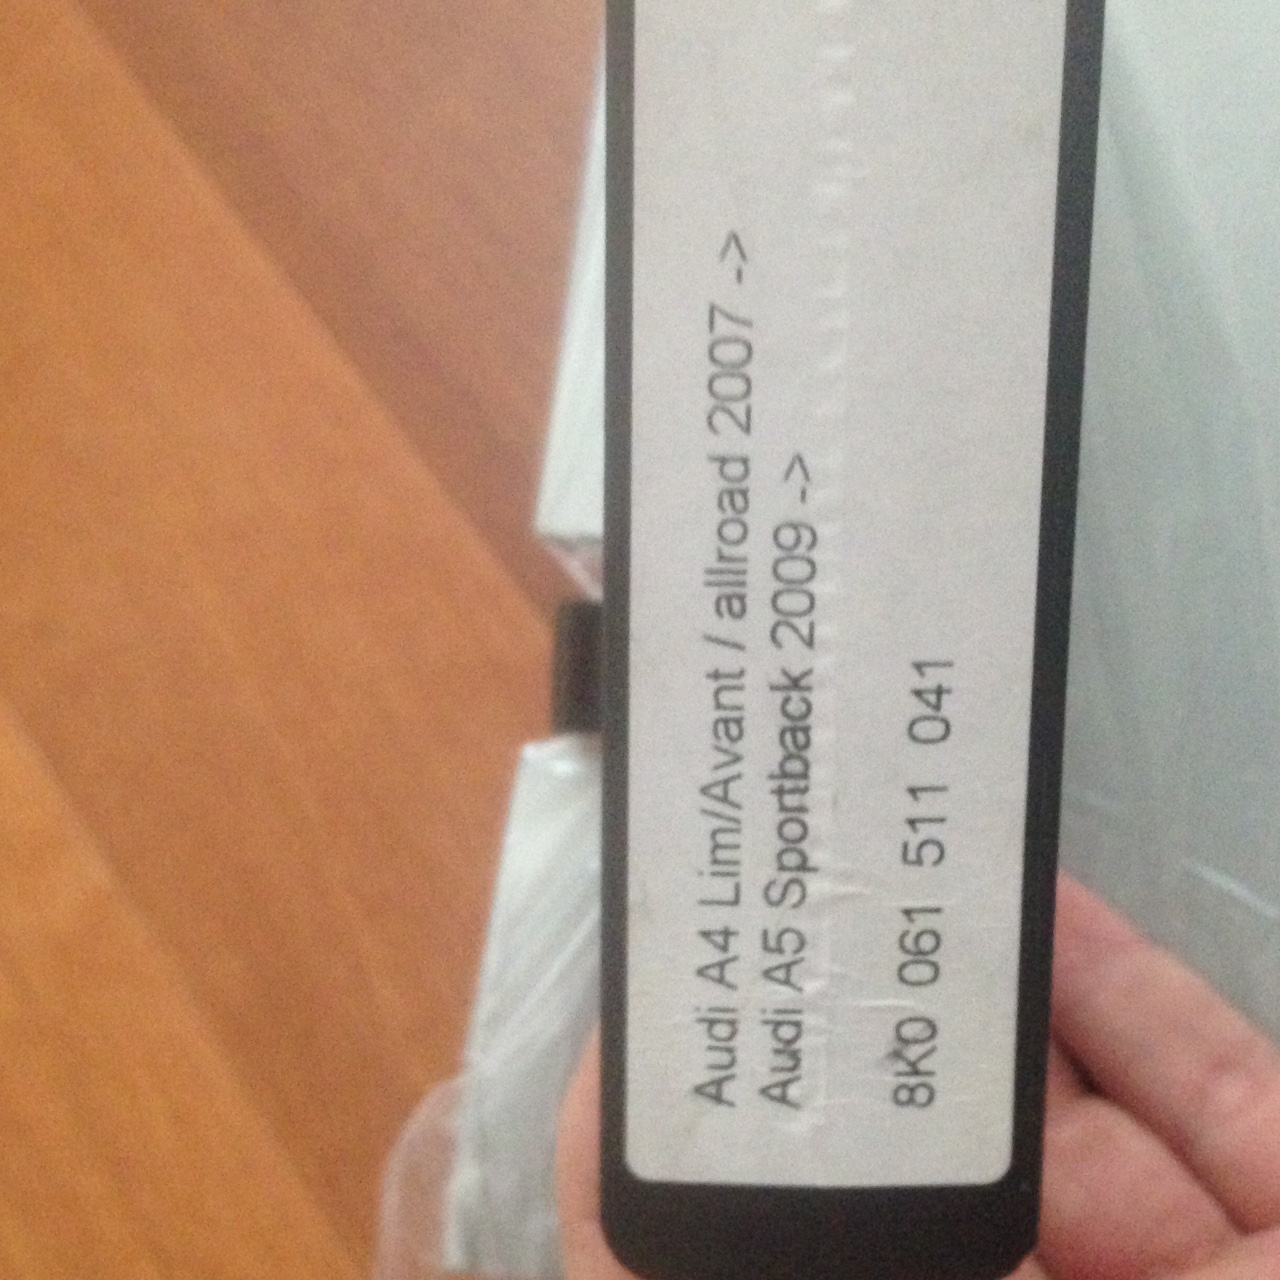 Audi A4 Lim/Avant / allroad 2007 ->
Audi A5 Sportback 2009 ->
8K0 061 511 041